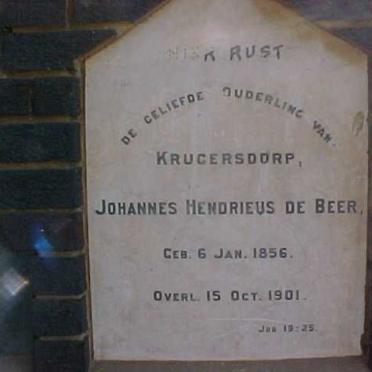 HIER RUST
DE GELIEFDE OUDERLING VAN
KRUGERSDORP,
JOHANNES HENDRIEUS DE BEER,
GEB. 6 JAN. 1856.
OVERL. 15 OCT. 1901.
JOB 19:25.